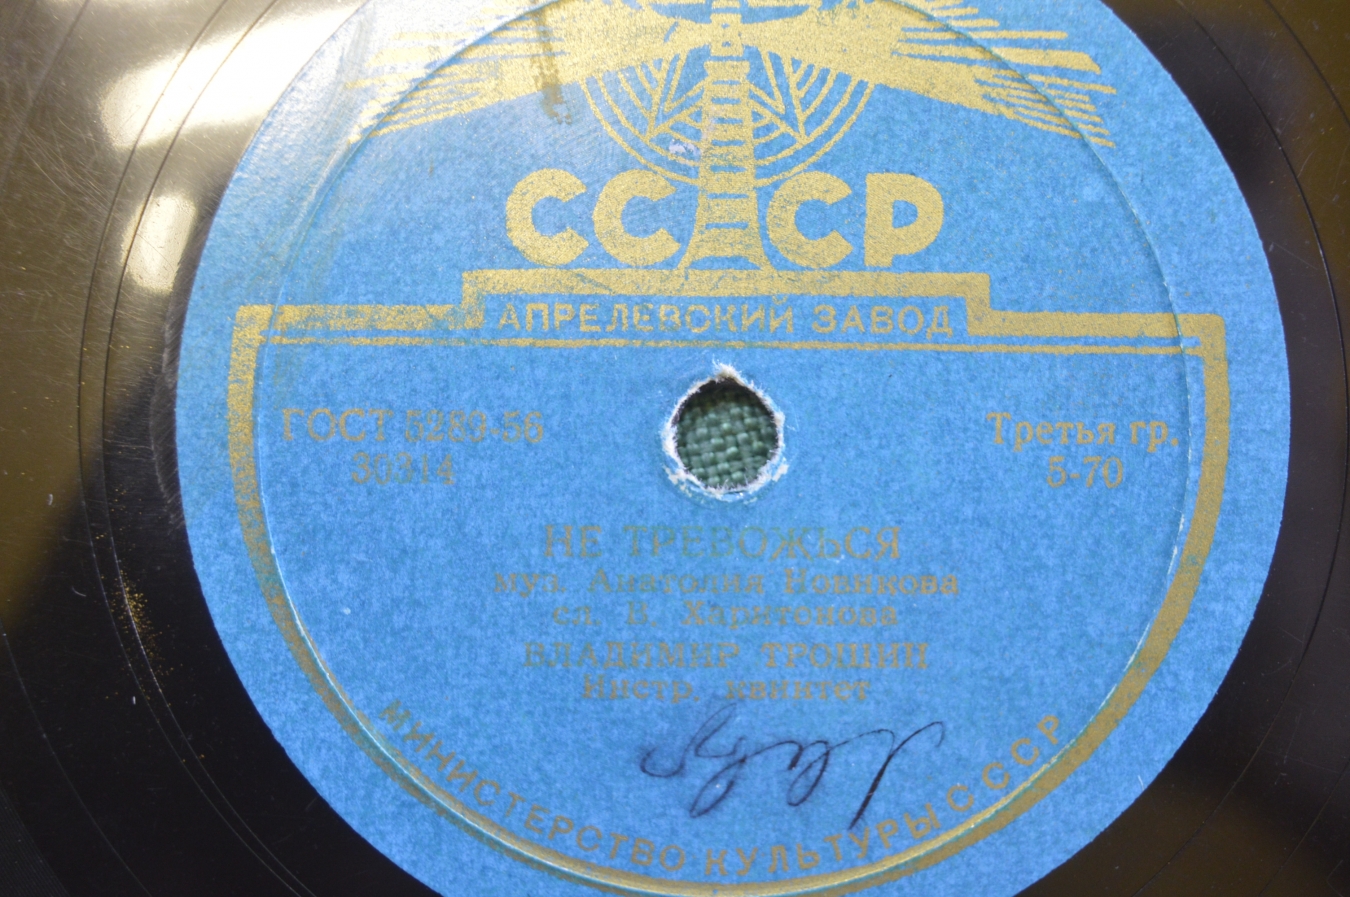 СССР
АПРЕЛЕВСКИЙ ЗАВОД
ГОСТ 5289-56
30314
Третья гр.
5-70
НЕ ТРЕВОЖЬСЯ
муз. Анатолия Новикова
сл. В. Харитонова
ВЛАДИМИР ТРОШИН
Инстр. квинтет
МИНИСТЕРСТВО КУЛЬТУРЫ СССР